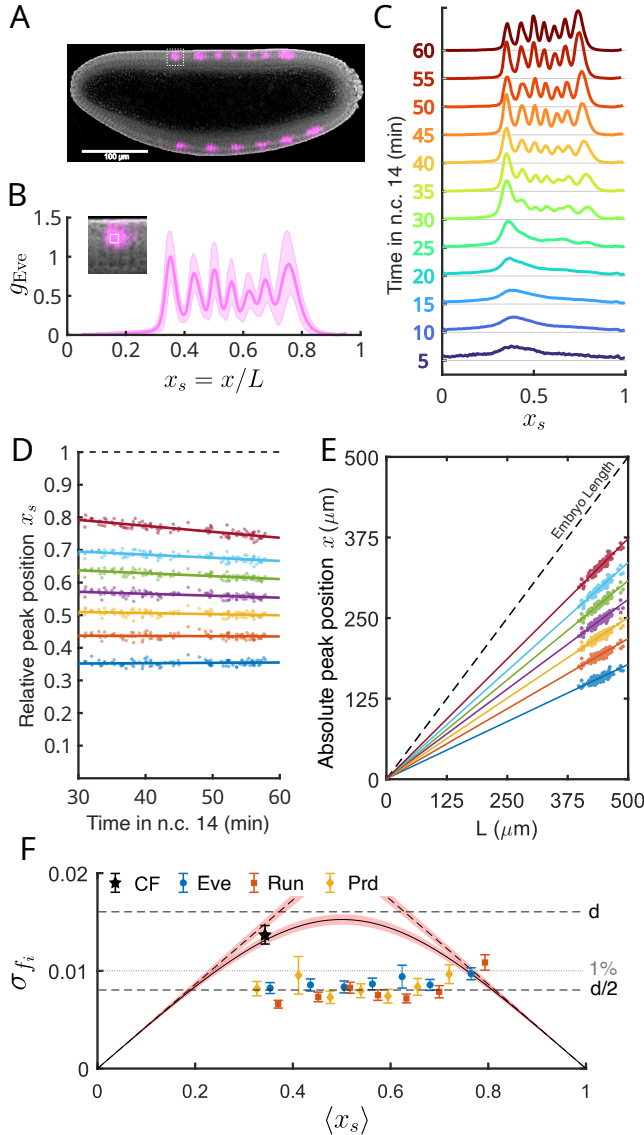 A
100 μm
B
1.5
1
0.5
0
g_Eve
0 0.2 0.4 0.6 0.8 1
x_s = x/L
C
60
55
50
45
40
35
30
25
20
15
10
5
Time in n.c. 14 (min)
0 0.5 1
x_s
D
1
0.9
0.8
0.7
0.6
0.5
0.4
0.3
0.2
0.1
Relative peak position x_s
30 40 50 60
Time in n.c. 14 (min)
E
500
375
250
125
0
Absolute peak position x (μm)
Embryo Length
0 125 250 375 500
L (μm)
F
0.02
0.01
0
σ_{f_i}
CF Eve Run Prd
d
1%
d/2
0 0.2 0.4 0.6 0.8 1
⟨x_s⟩